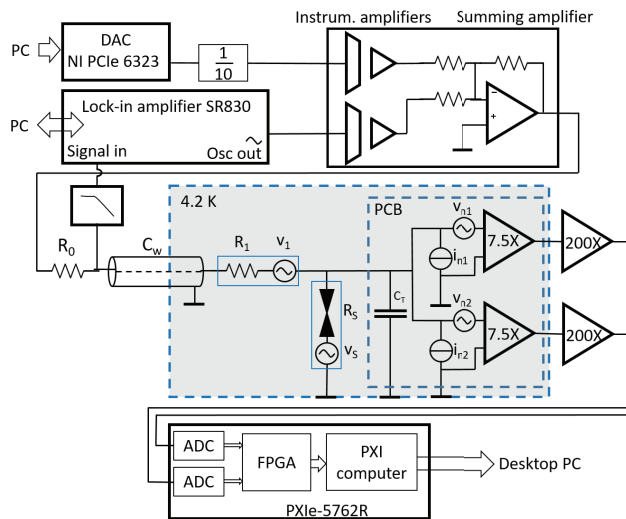 Instrum. amplifiers
Summing amplifier
PC
DAC
NI PCIe 6323
1
10
Lock-in amplifier SR830
PC
Signal in
Osc out
−
+
4.2 K
PCB
R0
Cw
R1
v1
vn1
7.5X
200X
in1
RS
CT
vn2
7.5X
200X
vS
in2
ADC
ADC
FPGA
PXI
computer
Desktop PC
PXIe-5762R